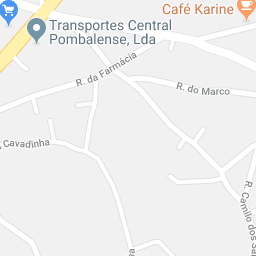 Café Karine
Transportes Central
Pombalense, Lda
R. da Farmácia
R. do Marco
Cavadinha
R. Camilo dos